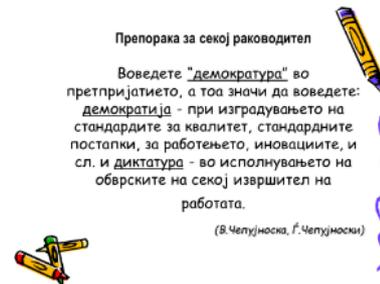 Препорака за секој раководител
Воведете "демократура" во
претпријатието, а тоа значи да воведете:
демократија - при изградувањето на
стандардите за квалитет, стандардните
постапки, за работењето, иновациите, и
сл. и диктатура - во исполнувањето на
обврските на секој извршител на
работата.
(В.Чепујноска, Ѓ.Чепујноски)